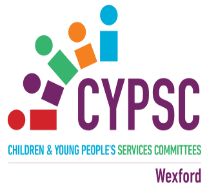 CYPSC
CHILDREN & YOUNG PEOPLE'S SERVICES COMMITTEES
Wexford